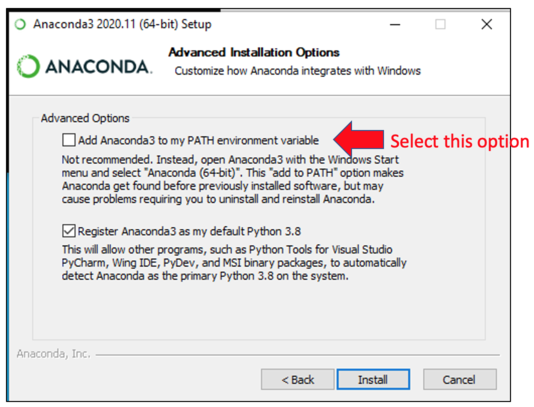 Anaconda3 2020.11 (64-bit) Setup
Advanced Installation Options
Customize how Anaconda integrates with Windows
ANACONDA.
Advanced Options
Add Anaconda3 to my PATH environment variable
Select this option
Not recommended. Instead, open Anaconda3 with the Windows Start
menu and select "Anaconda (64-bit)". This "add to PATH" option makes
Anaconda get found before previously installed software, but may
cause problems requiring you to uninstall and reinstall Anaconda.
Register Anaconda3 as my default Python 3.8
This will allow other programs, such as Python Tools for Visual Studio
PyCharm, Wing IDE, PyDev, and MSI binary packages, to automatically
detect Anaconda as the primary Python 3.8 on the system.
Anaconda, Inc.
< Back
Install
Cancel